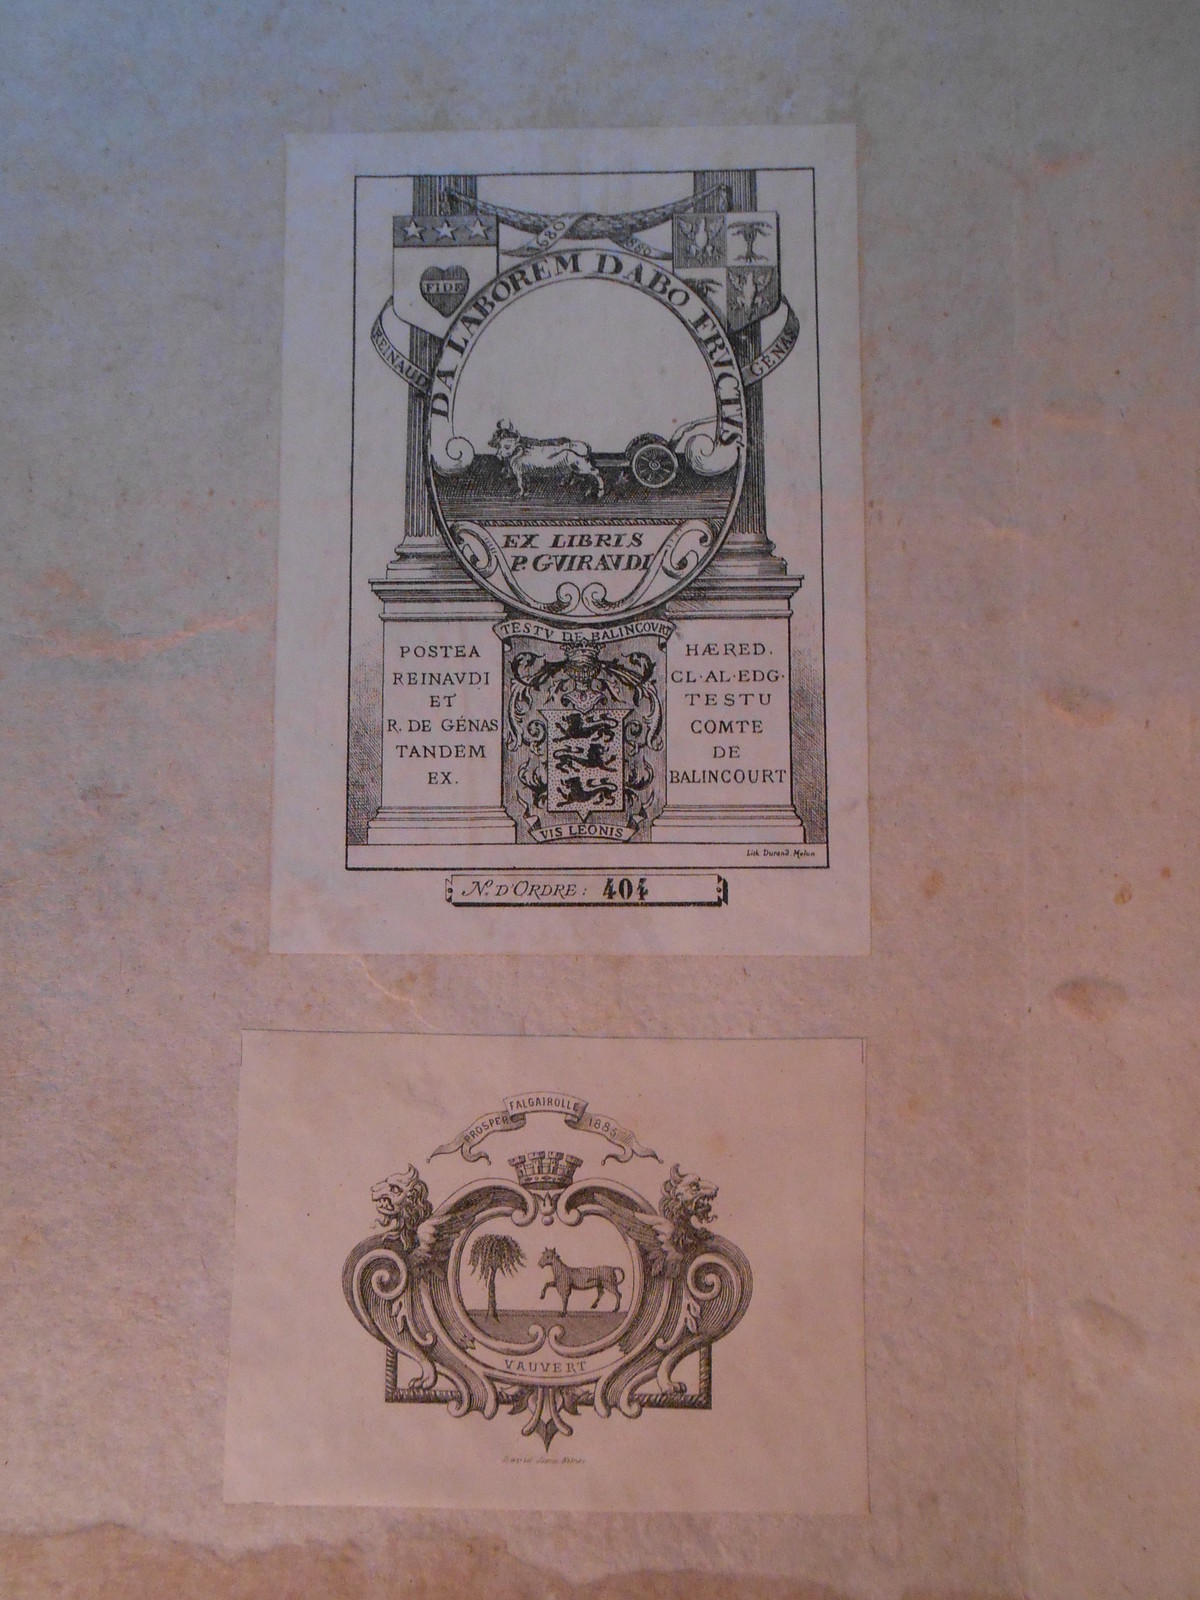 1680 1880
FIDE
DA LABOREM DABO FRVCTVS
REINAUD
GENAS
EX LIBRIS
P. GVIRAVDI
TESTV DE BALINCOVRT
POSTEA
REINAVDI
ET
R. DE GÉNAS
TANDEM
EX.
HÆRED.
CL·AL·EDG·
TESTU
COMTE
DE
BALINCOURT
VIS LEONIS
Lith. Durand. Melun
N. D'ORDRE : 404
PROSPER FALGAIROLLE 1885
VAUVERT
David